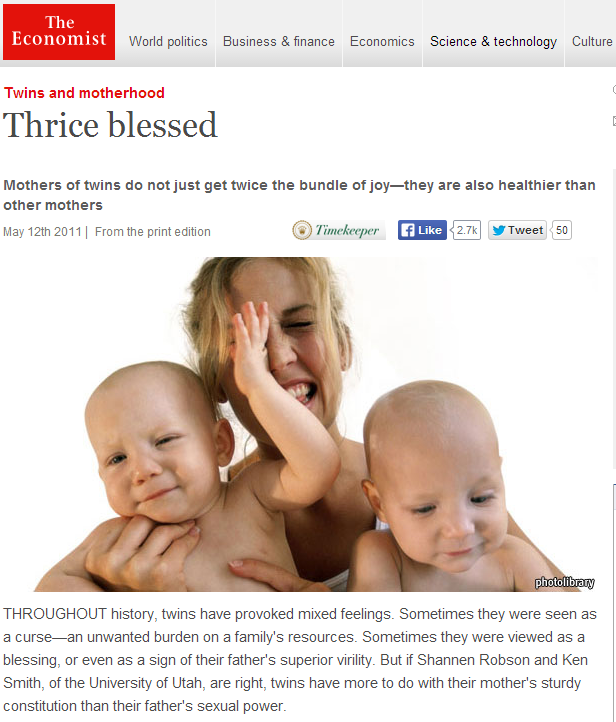 The
Economist
World politics
Business & finance
Economics
Science & technology
Culture
Twins and motherhood
Thrice blessed
Mothers of twins do not just get twice the bundle of joy—they are also healthier than
other mothers
May 12th 2011 | From the print edition
Timekeeper
Like
2.7k
Tweet
50
photolibrary
THROUGHOUT history, twins have provoked mixed feelings. Sometimes they were seen as
a curse—an unwanted burden on a family's resources. Sometimes they were viewed as a
blessing, or even as a sign of their father's superior virility. But if Shannen Robson and Ken
Smith, of the University of Utah, are right, twins have more to do with their mother's sturdy
constitution than their father's sexual power.